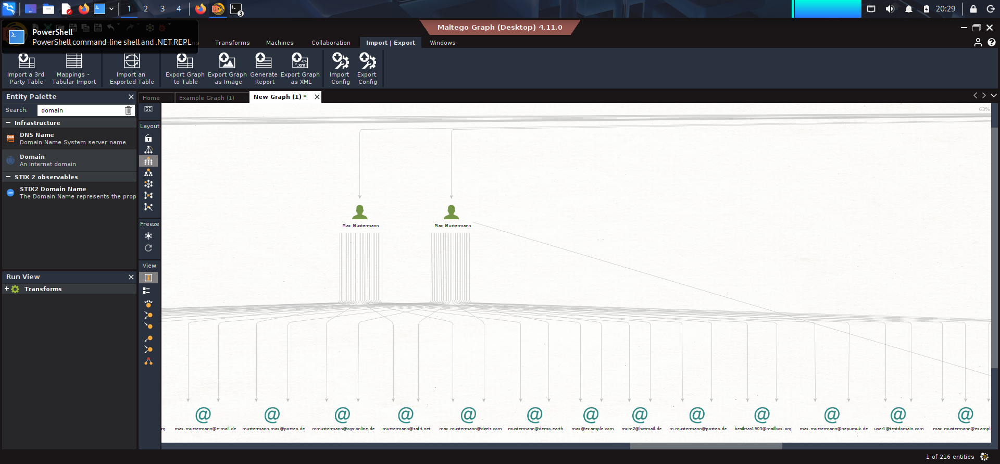 1 2 3 4
3
20:29
PowerShell
PowerShell command-line shell and .NET REPL
Maltego Graph (Desktop) 4.11.0
Transforms Machines Collaboration Import | Export Windows
Import a 3rd Party Table
Mappings - Tabular Import
Import an Exported Table
Export Graph to Table
Export Graph as Image
Generate Report
Export Graph as XML
Import Config
Export Config
Entity Palette
Home Example Graph (1) New Graph (1) *
Search: domain
63%
Infrastructure
Layout
DNS Name
Domain Name System server name
Domain
An internet domain
STIX 2 observables
STIX2 Domain Name
The Domain Name represents the prop
Freeze
Max Mustermann Max Mustermann
View
Run View
Transforms
rg max.mustermann@e-mail.de mustermann.max@posteo.de mmustermann@cgs-online.de mustermann@safri.net max.mustermann@dzeis.com mustermann@demo.earth max@example.com mxm2@hotmail.de m.mustermann@posteo.de besiktas1903@mailbox.org max.mustermann@nepumuk.de user1@testdomain.com max.mustermann@exampl
1 of 216 entities